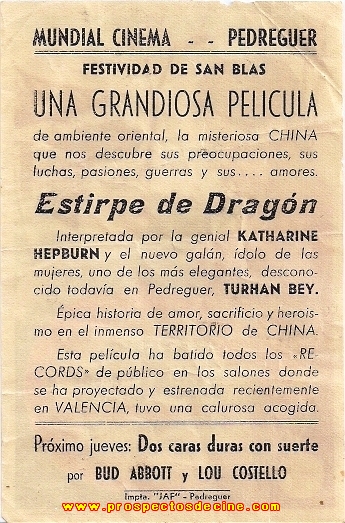 MUNDIAL CINEMA - - PEDREGUER
FESTIVIDAD DE SAN BLAS
UNA GRANDIOSA PELICULA
de ambiente oriental, la misteriosa CHINA
que nos descubre sus preocupaciones, sus
luchas, pasiones, guerras y sus.... amores.
Estirpe de Dragón
Interpretada por la genial KATHARINE
HEPBURN y el nuevo galán, ídolo de las
mujeres, uno de los más elegantes, descono-
cido todavía en Pedreguer, TURHAN BEY.
Épica historia de amor, sacrificio y herois-
mo en el inmenso TERRITORIO de CHINA.
Esta película ha batido todos los «RE-
CORDS» de público en los salones donde
se ha proyectado y estrenada recientemente
en VALENCIA, tuvo una calurosa acogida.
Próximo jueves: Dos caras duras con suerte
por BUD ABBOTT y LOU COSTELLO
Impta. "JAF" - Pedreguer
www.prospectosdecine.com